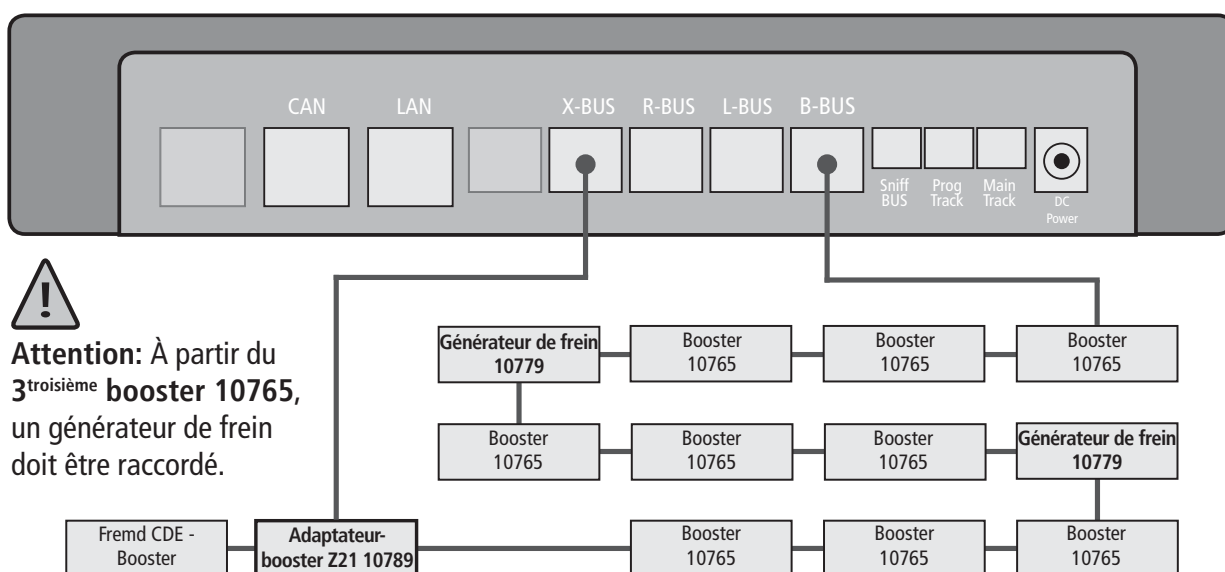 CAN LAN X-BUS R-BUS L-BUS B-BUS
Sniff BUS
Prog Track
Main Track
DC Power
Attention: À partir du
3troisième booster 10765,
un générateur de frein
doit être raccordé.
Générateur de frein
10779
Booster
10765
Booster
10765
Booster
10765
Booster
10765
Booster
10765
Booster
10765
Générateur de frein
10779
Fremd CDE -
Booster
Adaptateur-
booster Z21 10789
Booster
10765
Booster
10765
Booster
10765